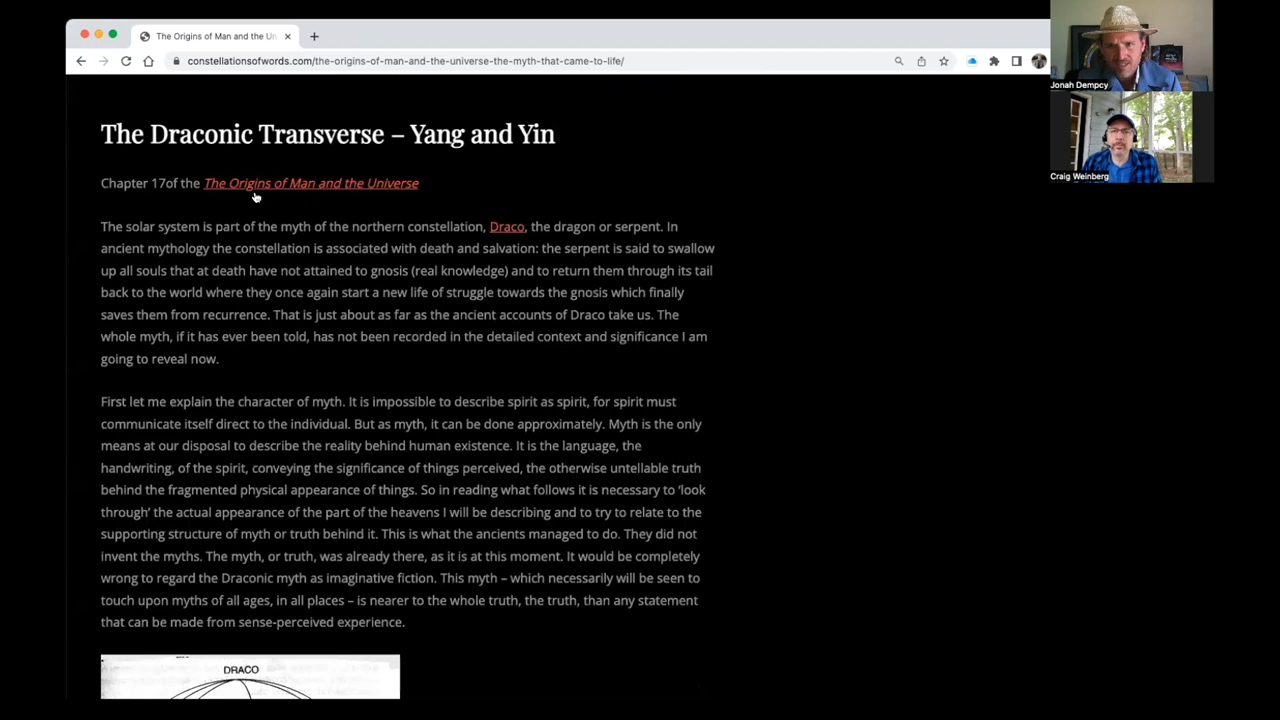 The Origins of Man and the Un
constellationsofwords.com/the-origins-of-man-and-the-universe-the-myth-that-came-to-life/
Jonah Dempcy
Craig Weinberg
The Draconic Transverse – Yang and Yin
Chapter 17of the The Origins of Man and the Universe
The solar system is part of the myth of the northern constellation, Draco, the dragon or serpent. In
ancient mythology the constellation is associated with death and salvation: the serpent is said to swallow
up all souls that at death have not attained to gnosis (real knowledge) and to return them through its tail
back to the world where they once again start a new life of struggle towards the gnosis which finally
saves them from recurrence. That is just about as far as the ancient accounts of Draco take us. The
whole myth, if it has ever been told, has not been recorded in the detailed context and significance I am
going to reveal now.
First let me explain the character of myth. It is impossible to describe spirit as spirit, for spirit must
communicate itself direct to the individual. But as myth, it can be done approximately. Myth is the only
means at our disposal to describe the reality behind human existence. It is the language, the
handwriting, of the spirit, conveying the significance of things perceived, the otherwise untellable truth
behind the fragmented physical appearance of things. So in reading what follows it is necessary to ‘look
through’ the actual appearance of the part of the heavens I will be describing and to try to relate to the
supporting structure of myth or truth behind it. This is what the ancients managed to do. They did not
invent the myths. The myth, or truth, was already there, as it is at this moment. It would be completely
wrong to regard the Draconic myth as imaginative fiction. This myth – which necessarily will be seen to
touch upon myths of all ages, in all places – is nearer to the whole truth, the truth, than any statement
that can be made from sense-perceived experience.
DRACO